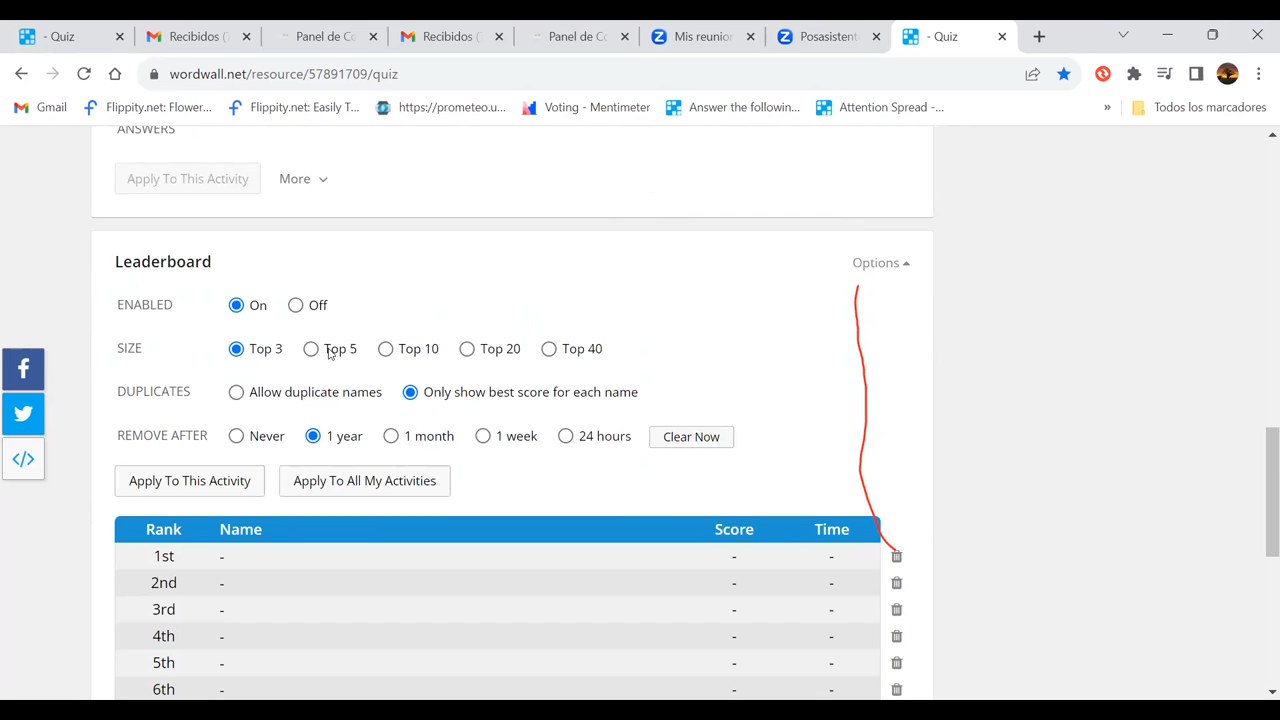 - Quiz
Recibidos (
Panel de Co
Recibidos (
Panel de Co
Mis reunion
Posasistent
- Quiz
wordwall.net/resource/57891709/quiz
Gmail
Flippity.net: Flower...
Flippity.net: Easily T...
https://prometeo.u...
Voting - Mentimeter
Answer the followin...
Attention Spread -...
»
Todos los marcadores
ANSWERS
Apply To This Activity More
Leaderboard Options
ENABLED On Off
SIZE Top 3 Top 5 Top 10 Top 20 Top 40
DUPLICATES Allow duplicate names Only show best score for each name
REMOVE AFTER Never 1 year 1 month 1 week 24 hours Clear Now
Apply To This Activity Apply To All My Activities
Rank Name Score Time
1st - - -
2nd - - -
3rd - - -
4th - - -
5th - - -
6th - - -